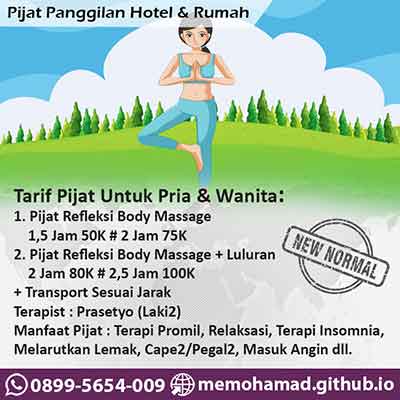 Pijat Panggilan Hotel & Rumah
Tarif Pijat Untuk Pria & Wanita:
1. Pijat Refleksi Body Massage
1,5 Jam 50K # 2 Jam 75K
2. Pijat Refleksi Body Massage + Luluran
2 Jam 80K # 2,5 Jam 100K
+ Transport Sesuai Jarak
Terapist : Prasetyo (Laki2)
Manfaat Pijat : Terapi Promil, Relaksasi, Terapi Insomnia,
Melarutkan Lemak, Cape2/Pegal2, Masuk Angin dll.
NEW NORMAL
0899-5654-009 memohamad.github.io